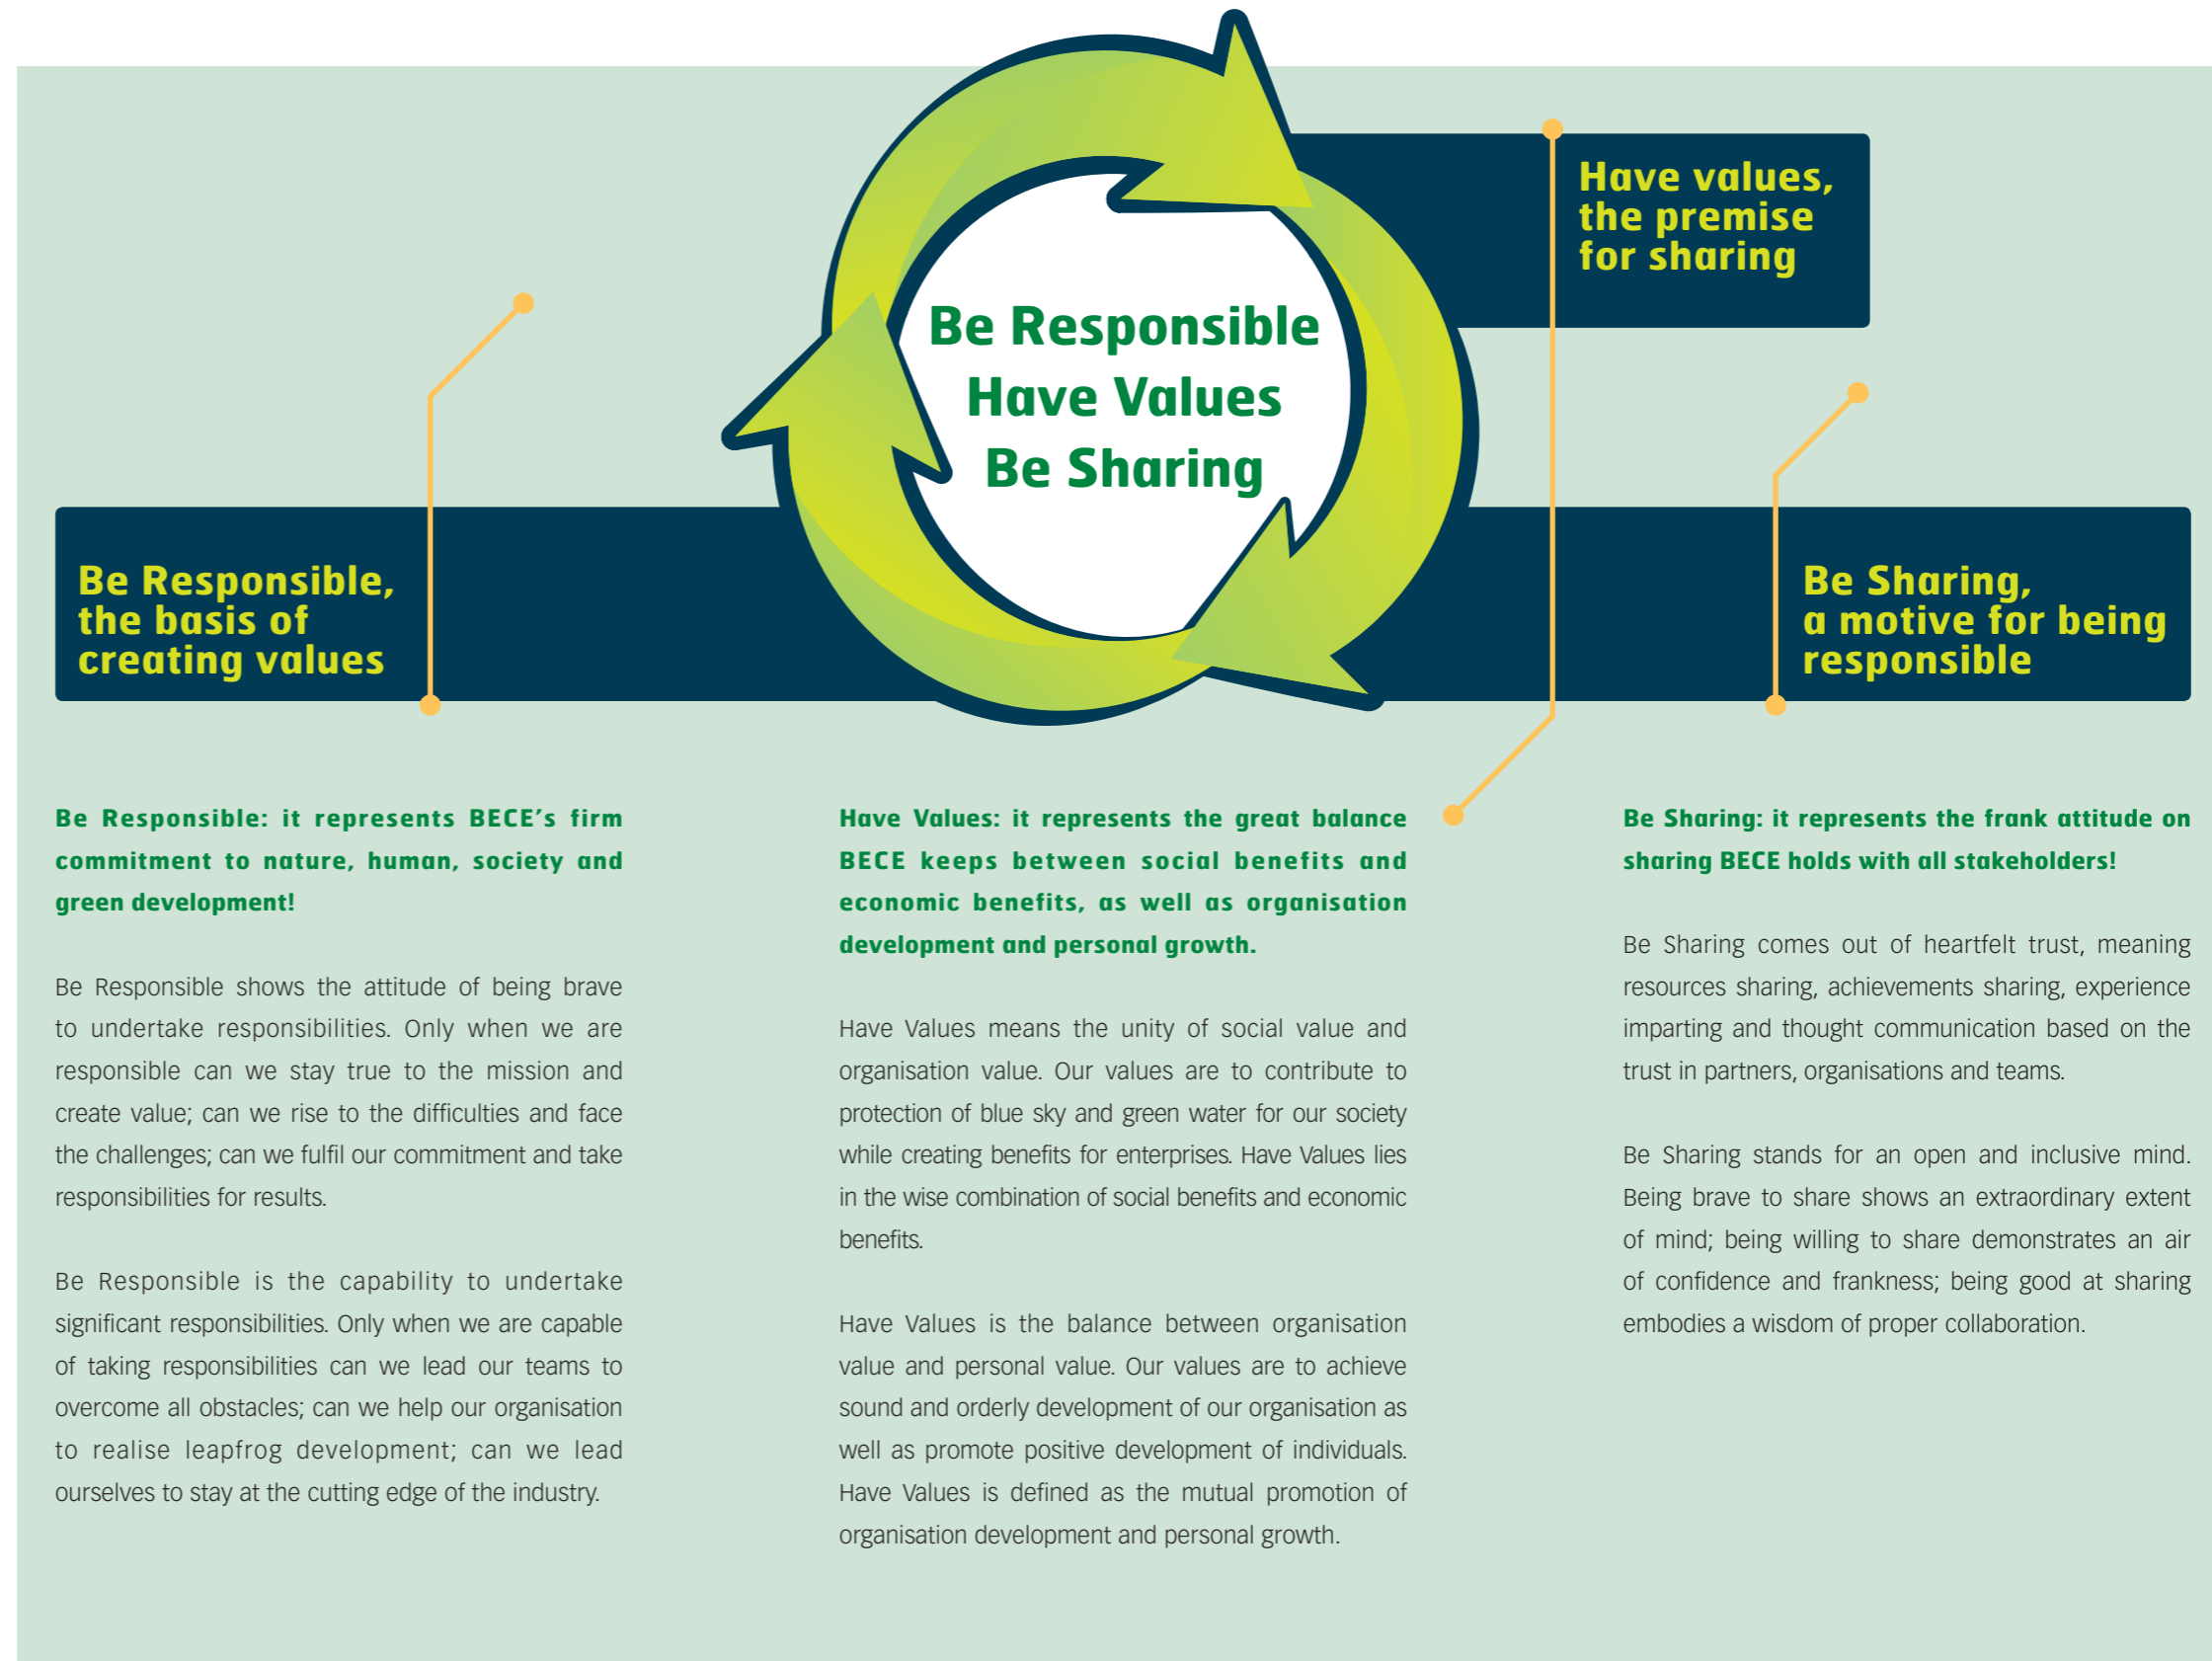 Be Responsible
Have Values
Be Sharing
Have values,
the premise
for sharing
Be Responsible,
the basis of
creating values
Be Sharing,
a motive for being
responsible
Be Responsible: it represents BECE's firm
commitment to nature, human, society and
green development!
Be Responsible shows the attitude of being brave
to undertake responsibilities. Only when we are
responsible can we stay true to the mission and
create value; can we rise to the difficulties and face
the challenges; can we fulfil our commitment and take
responsibilities for results.
Be Responsible is the capability to undertake
significant responsibilities. Only when we are capable
of taking responsibilities can we lead our teams to
overcome all obstacles; can we help our organisation
to realise leapfrog development; can we lead
ourselves to stay at the cutting edge of the industry.
Have Values: it represents the great balance
BECE keeps between social benefits and
economic benefits, as well as organisation
development and personal growth.
Have Values means the unity of social value and
organisation value. Our values are to contribute to
protection of blue sky and green water for our society
while creating benefits for enterprises. Have Values lies
in the wise combination of social benefits and economic
benefits.
Have Values is the balance between organisation
value and personal value. Our values are to achieve
sound and orderly development of our organisation as
well as promote positive development of individuals.
Have Values is defined as the mutual promotion of
organisation development and personal growth.
Be Sharing: it represents the frank attitude on
sharing BECE holds with all stakeholders!
Be Sharing comes out of heartfelt trust, meaning
resources sharing, achievements sharing, experience
imparting and thought communication based on the
trust in partners, organisations and teams.
Be Sharing stands for an open and inclusive mind.
Being brave to share shows an extraordinary extent
of mind; being willing to share demonstrates an air
of confidence and frankness; being good at sharing
embodies a wisdom of proper collaboration.